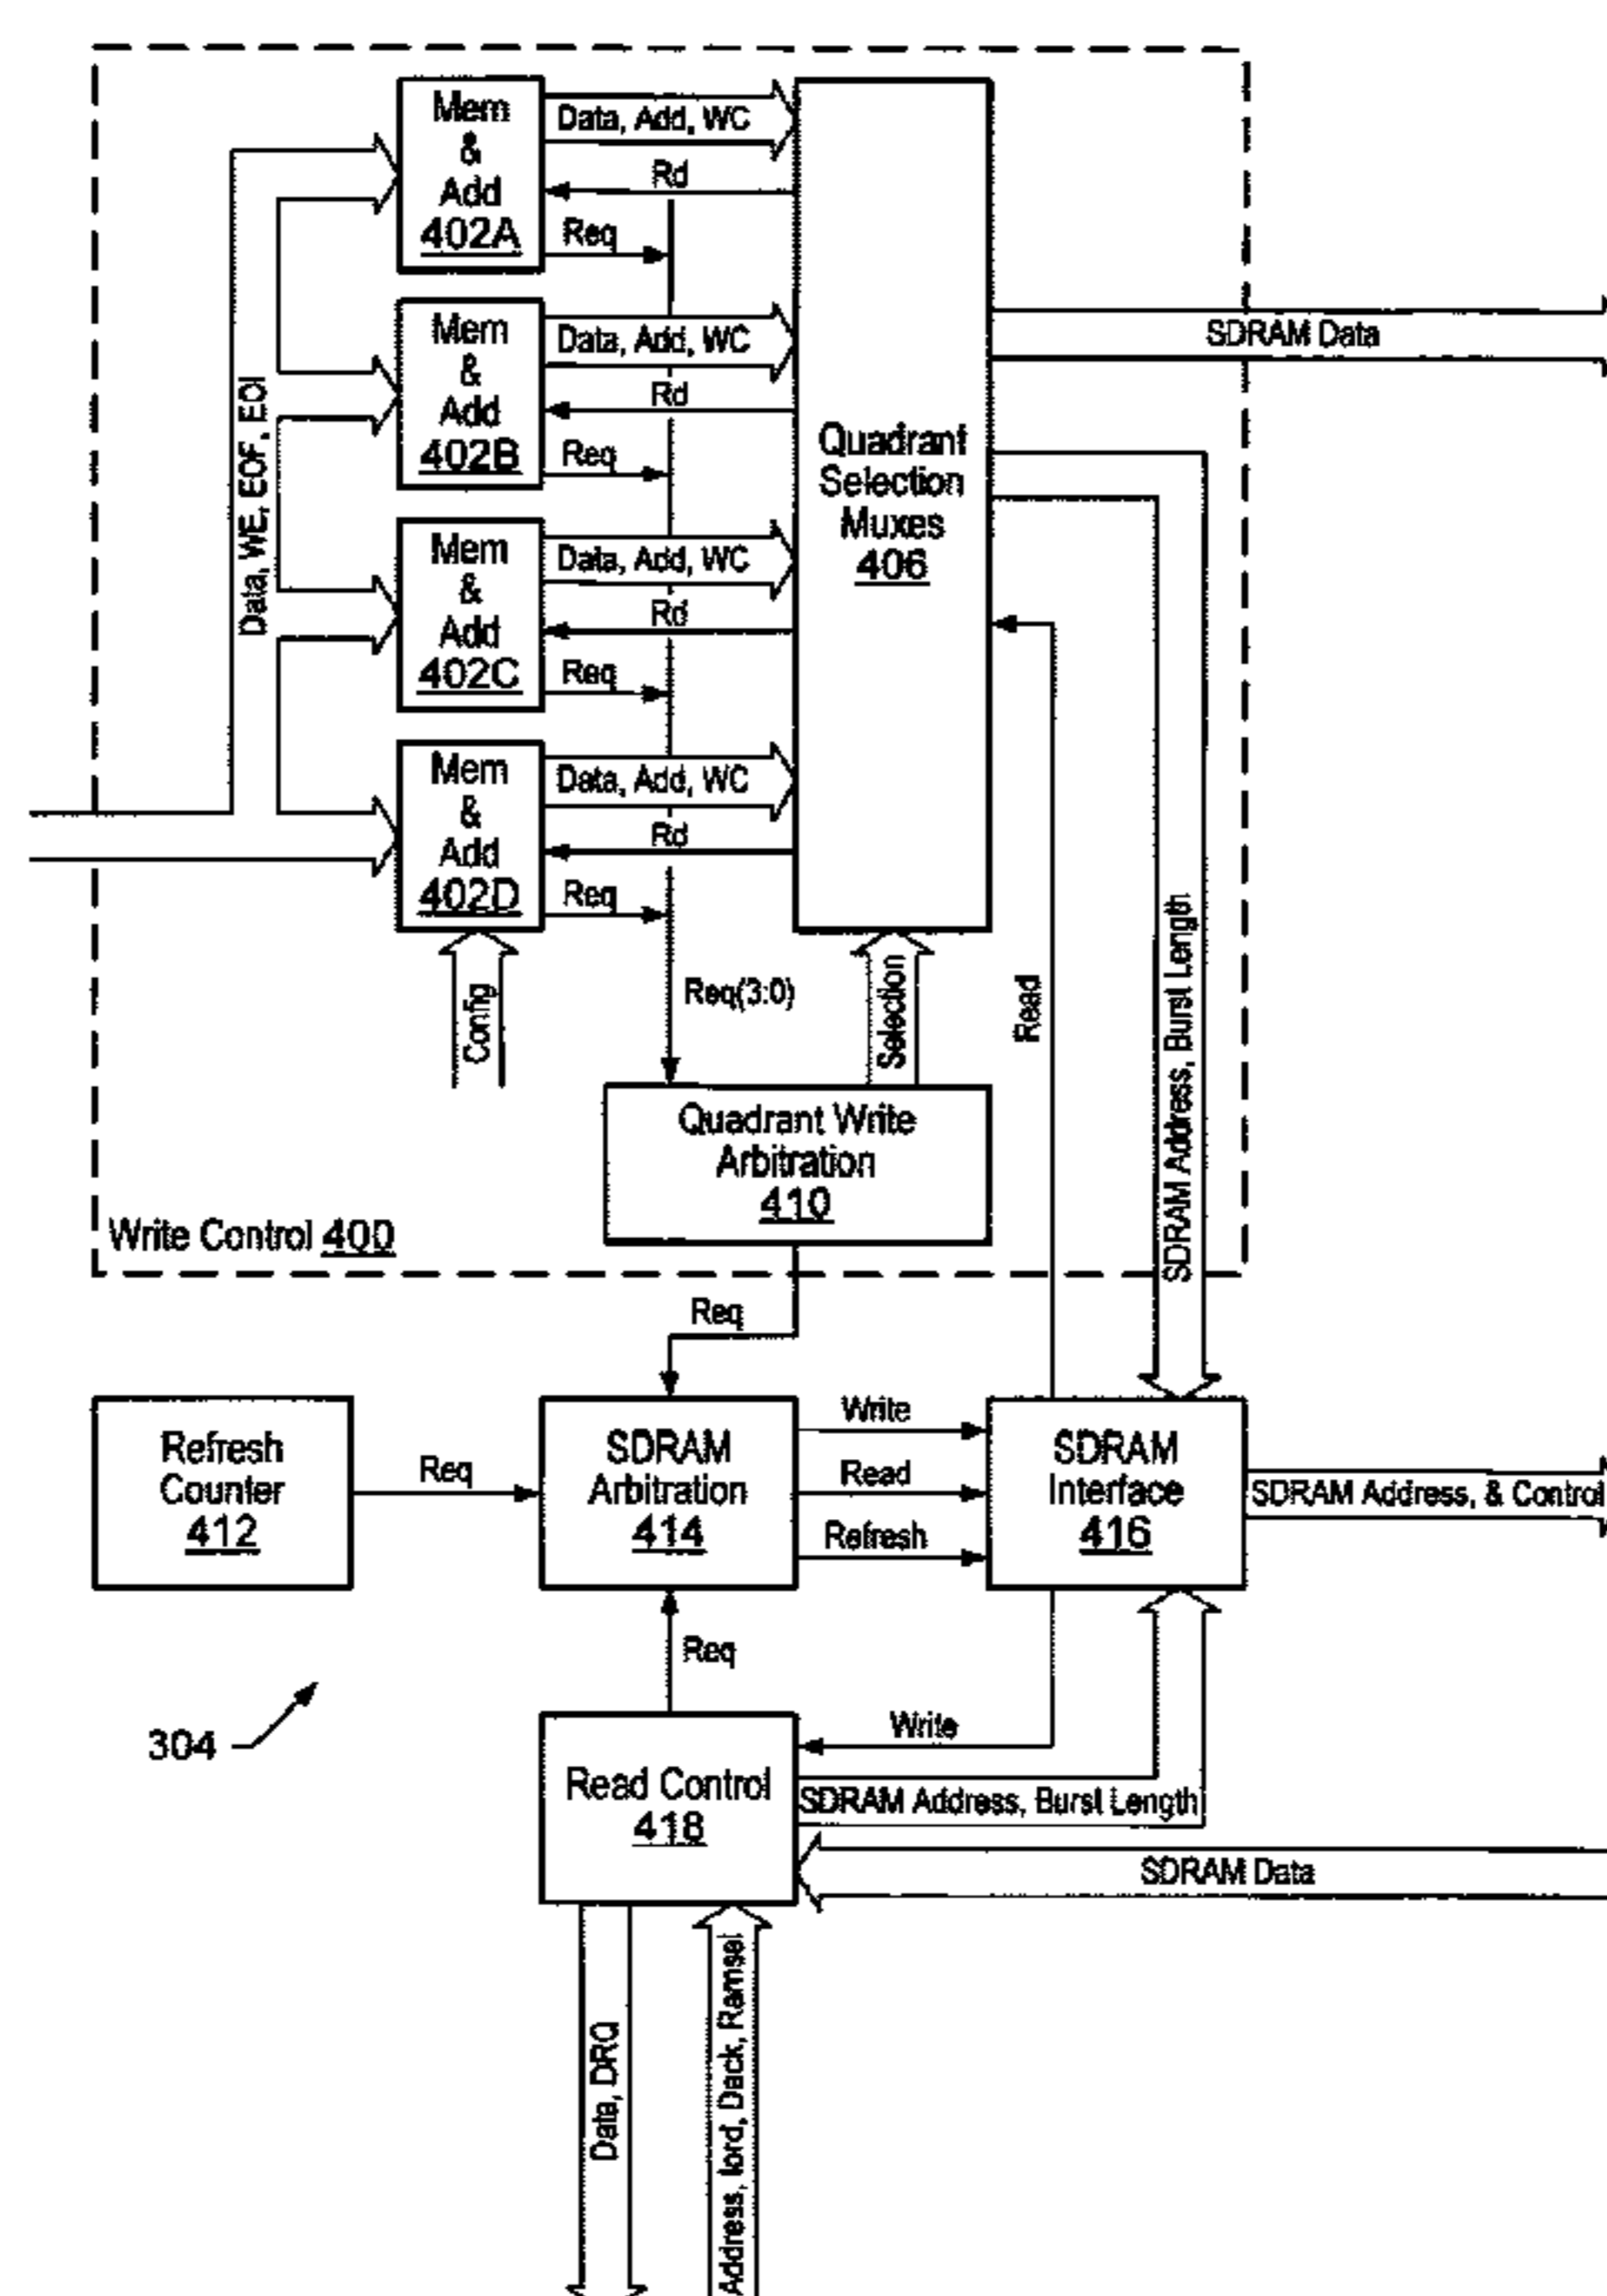 Mem
&
Add
402A
Data, Add, WC
Rd
Req
Mem
&
Add
402B
Data, Add, WC
Rd
Req
SDRAM Data
Data, WE, EOF, EOI
Quadrant
Selection
Muxes
406
Mem
&
Add
402C
Data, Add, WC
Rd
Req
Mem
&
Add
402D
Data, Add, WC
Rd
Req
Config
Req(3:0)
Selection
Read
SDRAM Address, Burst Length
Quadrant Write
Arbitration
410
Write Control 400
Req
Refresh
Counter
412
Req
SDRAM
Arbitration
414
Write
Read
Refresh
SDRAM
Interface
416
SDRAM Address, & Control
Req
304
Read Control
418
Write
SDRAM Address, Burst Length
SDRAM Data
Data, DRQ
Address, Iord, Dack, Ramsel